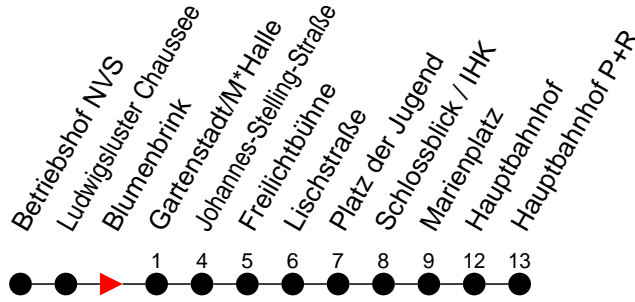 Betriebshof NVS
Ludwigsluster Chaussee
Blumenbrink
Gartenstadt/M*Halle
Johannes-Stelling-Straße
Freilichtbühne
Lischstraße
Platz der Jugend
Schlossblick / IHK
Marienplatz
Hauptbahnhof
Hauptbahnhof P+R
1 4 5 6 7 8 9 12 13